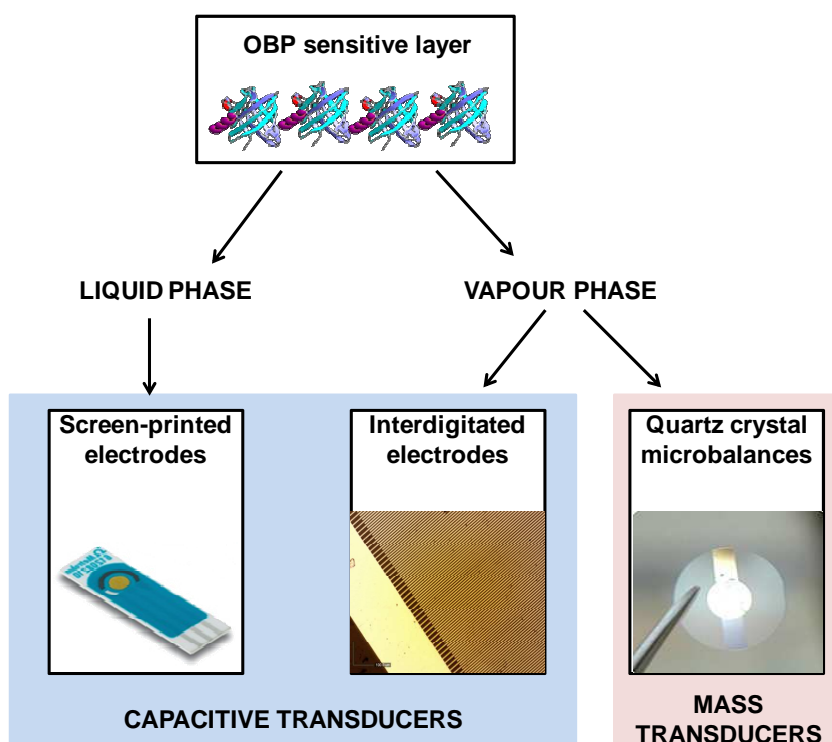 OBP sensitive layer
LIQUID PHASE
VAPOUR PHASE
Screen-printed
electrodes
Interdigitated
electrodes
Quartz crystal
microbalances
CAPACITIVE TRANSDUCERS
MASS
TRANSDUCERS